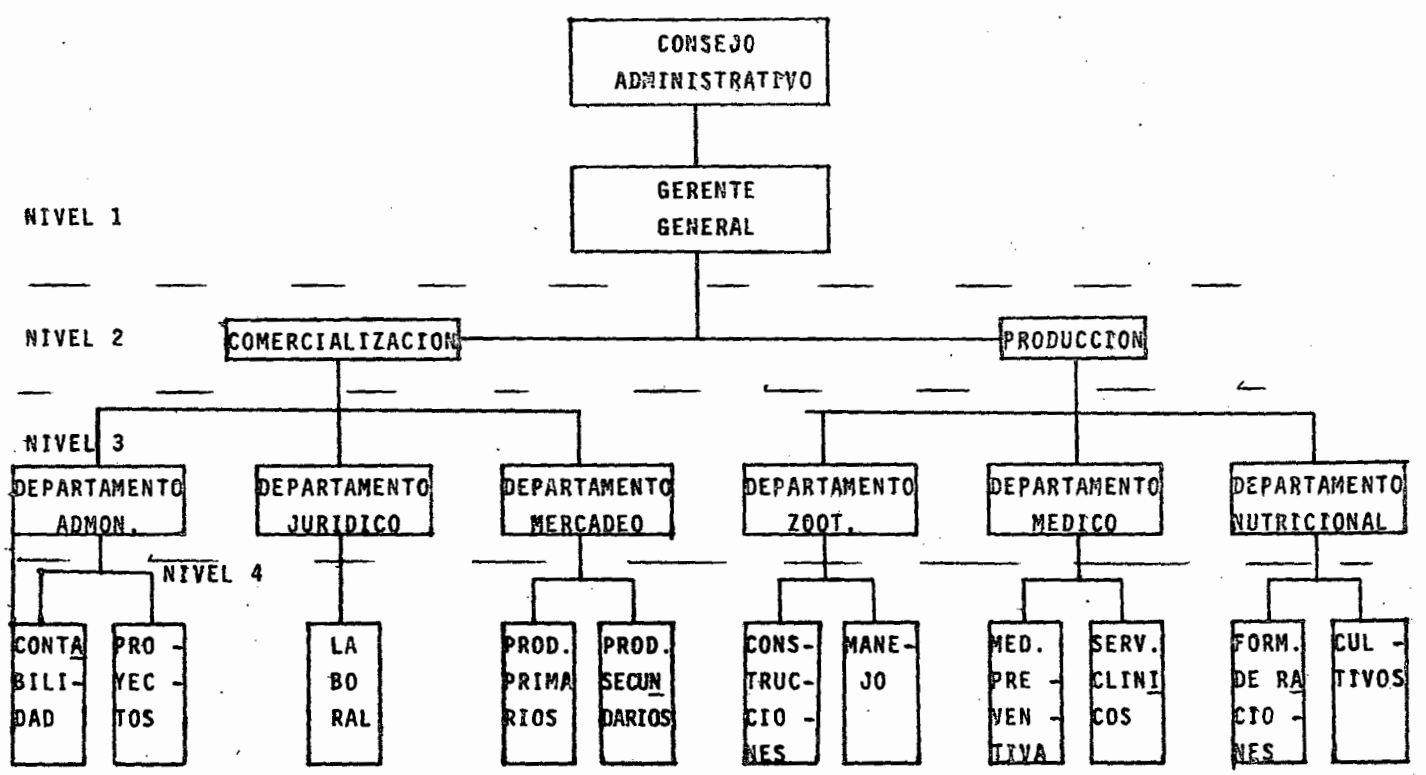 CONSEJO
ADMINISTRATIVO
GERENTE
GENERAL
NIVEL 1
NIVEL 2
COMERCIALIZACION
PRODUCCION
NIVEL 3
DEPARTAMENTO
ADMON.
DEPARTAMENTO
JURIDICO
DEPARTAMENTO
MERCADEO
DEPARTAMENTO
ZOOT.
DEPARTAMENTO
MEDICO
DEPARTAMENTO
NUTRICIONAL
NIVEL 4
CONTA
BILI-
DAD
PRO -
YEC -
TOS
LA
BO
RAL
PROD.
PRIMA
RIOS
PROD.
SECUN
DARIOS
CONS-
TRUC-
CIO -
NES
MANE-
JO
MED.
PRE -
VEN -
TIVA
SERV.
CLINI
COS
FORM.
DE RA
CIO -
NES
CUL -
TIVOS